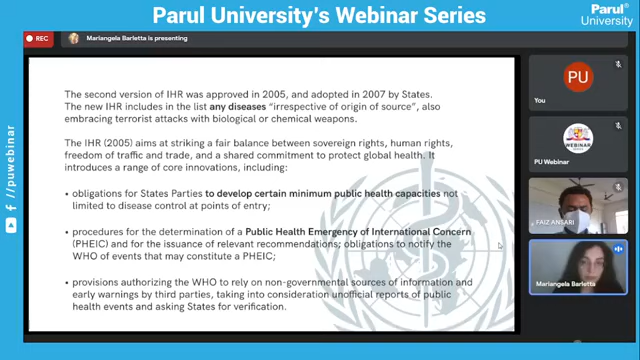 Parul University's Webinar Series
Parul®
University
REC
Mariangela Barletta is presenting
The second version of IHR was approved in 2005, and adopted in 2007 by States.
The new IHR includes in the list any diseases "irrespective of origin of source", also
embracing terrorist attacks with biological or chemical weapons.
The IHR (2005) aims at striking a fair balance between sovereign rights, human rights,
freedom of traffic and trade, and a shared commitment to protect global health. It
introduces a range of core innovations, including:
• obligations for States Parties to develop certain minimum public health capacities not
limited to disease control at points of entry;
• procedures for the determination of a Public Health Emergency of International Concern
(PHEIC) and for the issuance of relevant recommendations; obligations to notify the
WHO of events that may constitute a PHEIC;
• provisions authorizing the WHO to rely on non-governmental sources of information and
early warnings by third parties, taking into consideration unofficial reports of public
health events and asking States for verification.
PU
You
PU Webinar
FAIZ ANSARI
Mariangela Barletta
/puwebinar